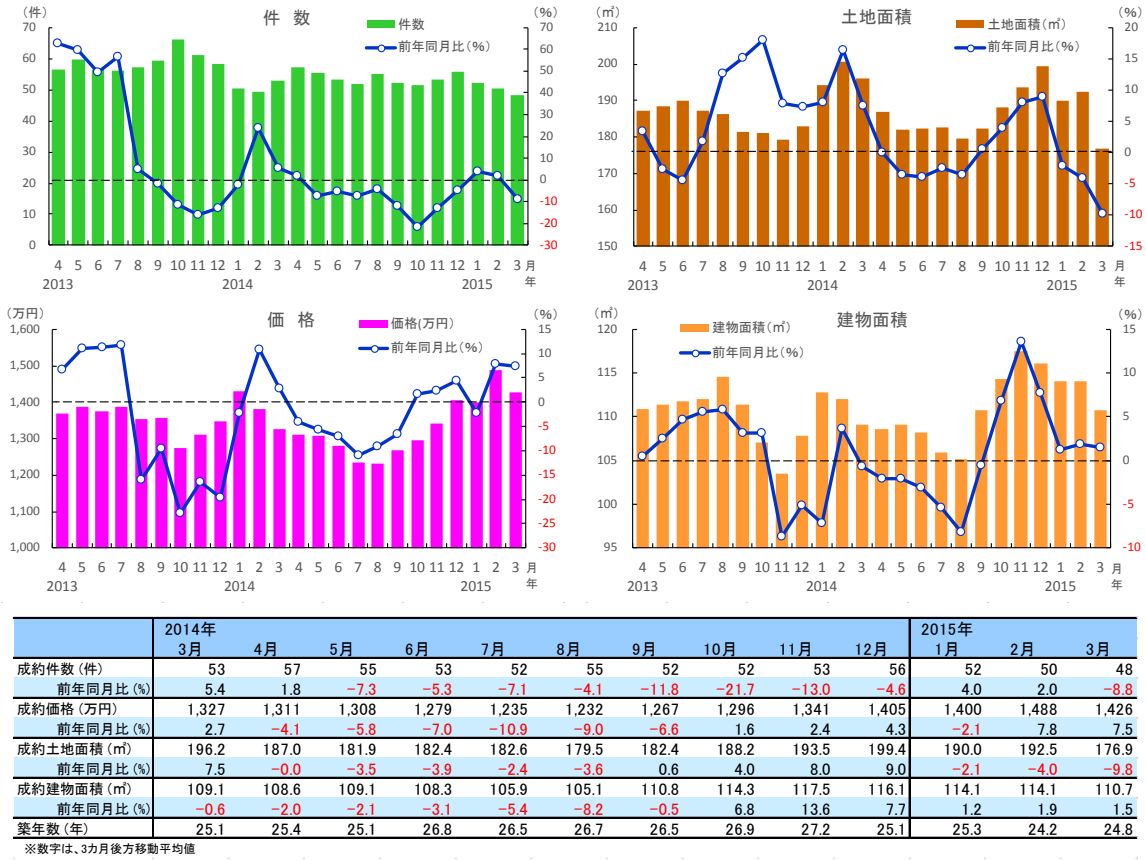 件 数
(件)
(%)
件数
前年同月比(%)
70
60
50
40
30
20
10
0
70
60
50
40
30
20
10
0
-10
-20
-30
4 5 6 7 8 9 10 11 12 1 2 3 4 5 6 7 8 9 10 11 12 1 2 3 月
2013 2014 2015 年
土地面積
(㎡)
(%)
土地面積(㎡)
前年同月比(%)
210
200
190
180
170
160
150
20
15
10
5
0
-5
-10
-15
4 5 6 7 8 9 10 11 12 1 2 3 4 5 6 7 8 9 10 11 12 1 2 3 月
2013 2014 2015 年
価 格
(万円)
(%)
価格(万円)
前年同月比(%)
1,600
1,500
1,400
1,300
1,200
1,100
1,000
15
10
5
0
-5
-10
-15
-20
-25
-30
4 5 6 7 8 9 10 11 12 1 2 3 4 5 6 7 8 9 10 11 12 1 2 3 月
2013 2014 2015 年
建物面積
(㎡)
(%)
建物面積(㎡)
前年同月比(%)
120
115
110
105
100
95
15
10
5
0
-5
-10
4 5 6 7 8 9 10 11 12 1 2 3 4 5 6 7 8 9 10 11 12 1 2 3 月
2013 2014 2015 年
2014年 2015年
3月 4月 5月 6月 7月 8月 9月 10月 11月 12月 1月 2月 3月
成約件数(件) 53 57 55 53 52 55 52 52 53 56 52 50 48
前年同月比(%) 5.4 1.8 -7.3 -5.3 -7.1 -4.1 -11.8 -21.7 -13.0 -4.6 4.0 2.0 -8.8
成約価格(万円) 1,327 1,311 1,308 1,279 1,235 1,232 1,267 1,296 1,341 1,405 1,400 1,488 1,426
前年同月比(%) 2.7 -4.1 -5.8 -7.0 -10.9 -9.0 -6.6 1.6 2.4 4.3 -2.1 7.8 7.5
成約土地面積(㎡) 196.2 187.0 181.9 182.4 182.6 179.5 182.4 188.2 193.5 199.4 190.0 192.5 176.9
前年同月比(%) 7.5 -0.0 -3.5 -3.9 -2.4 -3.6 0.6 4.0 8.0 9.0 -2.1 -4.0 -9.8
成約建物面積(㎡) 109.1 108.6 109.1 108.3 105.9 105.1 110.8 114.3 117.5 116.1 114.1 114.1 110.7
前年同月比(%) -0.6 -2.0 -2.1 -3.1 -5.4 -8.2 -0.5 6.8 13.6 7.7 1.2 1.9 1.5
築年数(年) 25.1 25.4 25.1 26.8 26.5 26.7 26.5 26.9 27.2 25.1 25.3 24.2 24.8
※数字は、3カ月後方移動平均値